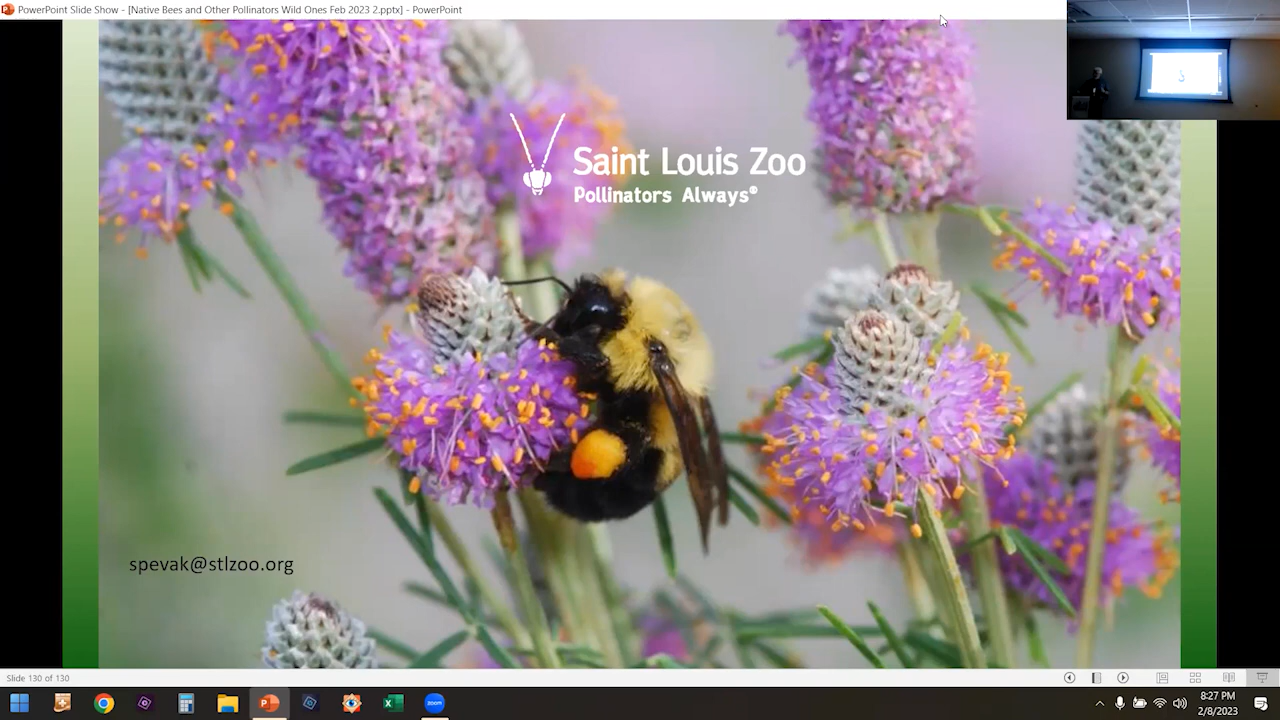 PowerPoint Slide Show - [Native Bees and Other Pollinators Wild Ones Feb 2023 2.pptx] - PowerPoint
Saint Louis Zoo
Pollinators Always®
spevak@stlzoo.org
Slide 130 of 130
zoom
8:27 PM
2/8/2023